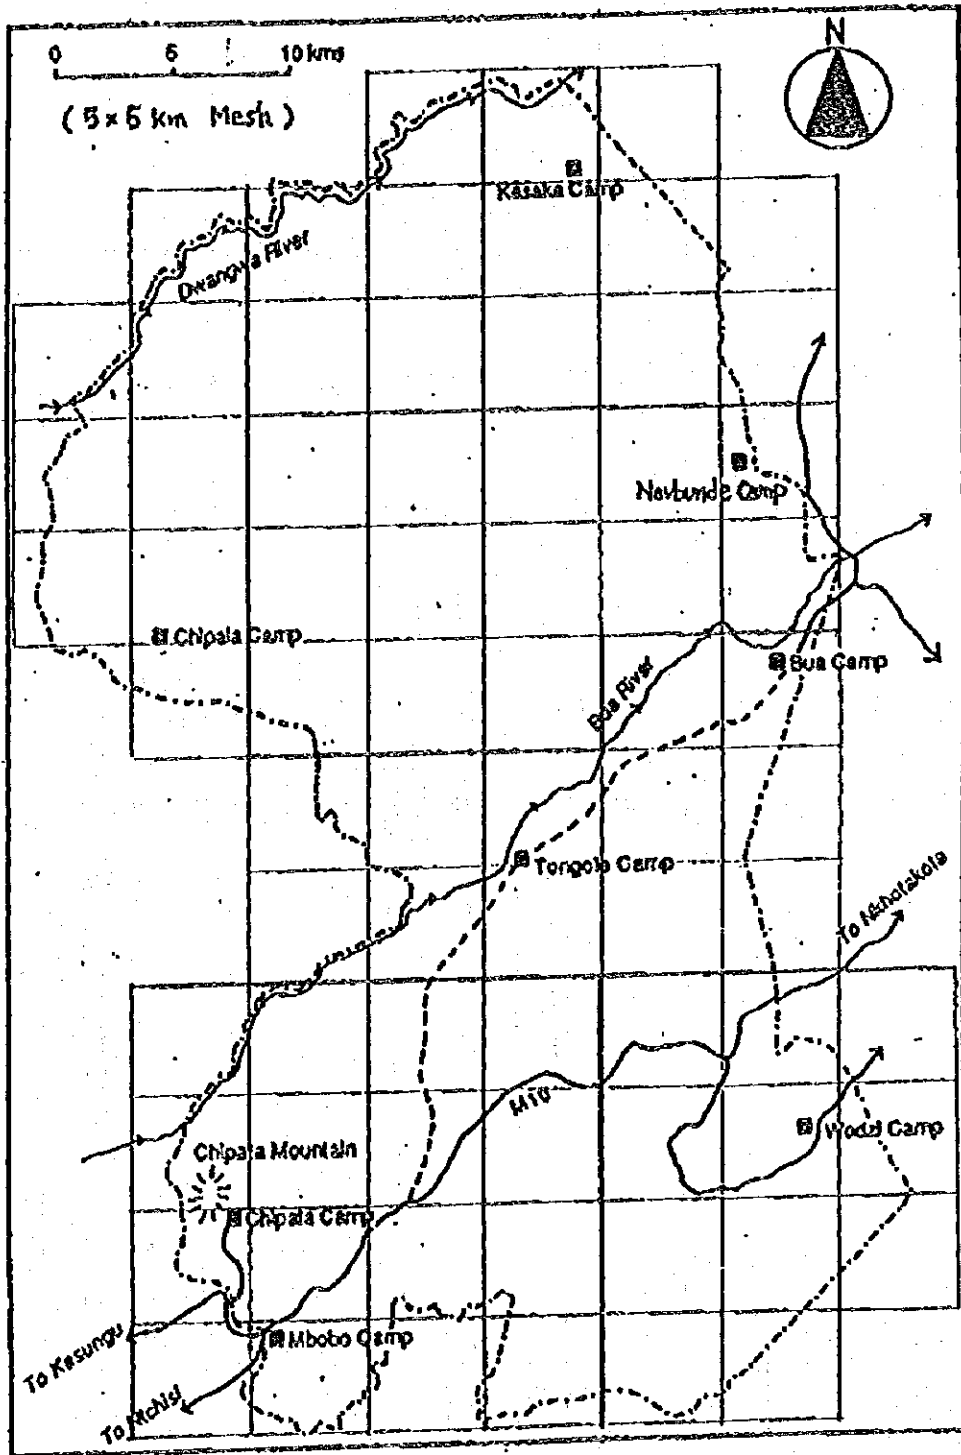 0 5 10 kms
N
( 5×5 km Mesh )
Kasaka Camp
Dwangwa River
Navbunde Camp
Chipala Camp
Bua Camp
Bua River
Tongole Camp
To Nkhotakota
M10
Wodzi Camp
Chipata Mountain
Chipala Camp
Mbobo Camp
To Kasungu
To Ntchisi